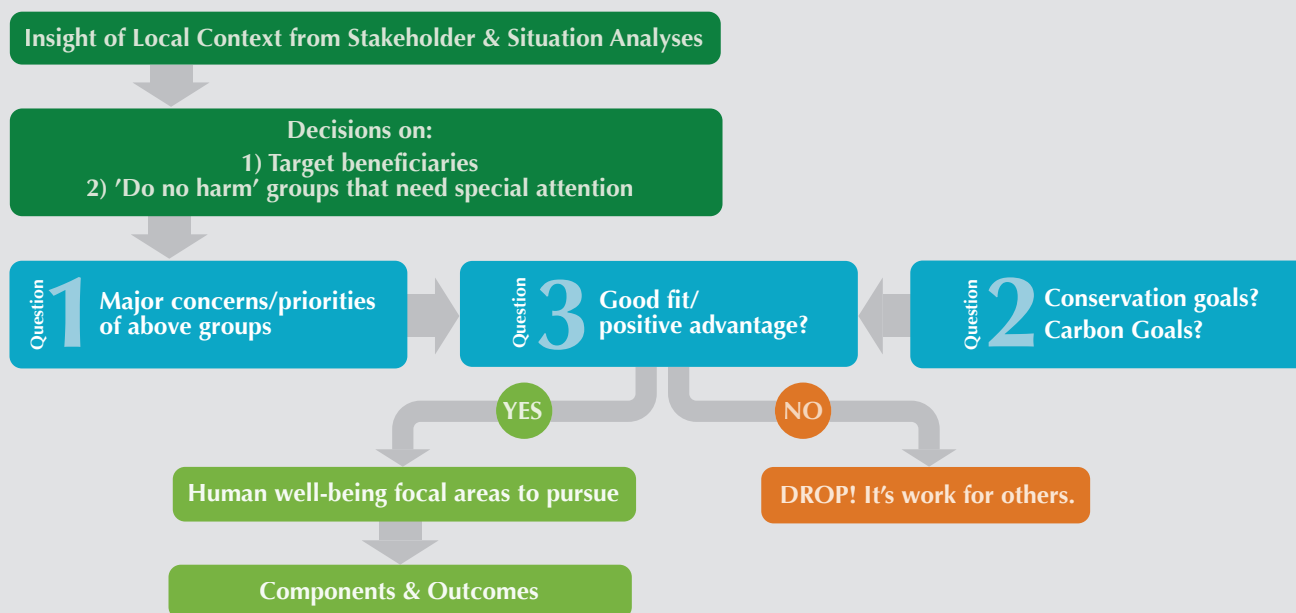 Insight of Local Context from Stakeholder & Situation Analyses
Decisions on:
1) Target beneficiaries
2) ’Do no harm’ groups that need special attention
Question 1
Major concerns/priorities
of above groups
Question 3
Good fit/
positive advantage?
Question 2
Conservation goals?
Carbon Goals?
YES
NO
Human well-being focal areas to pursue
DROP! It’s work for others.
Components & Outcomes